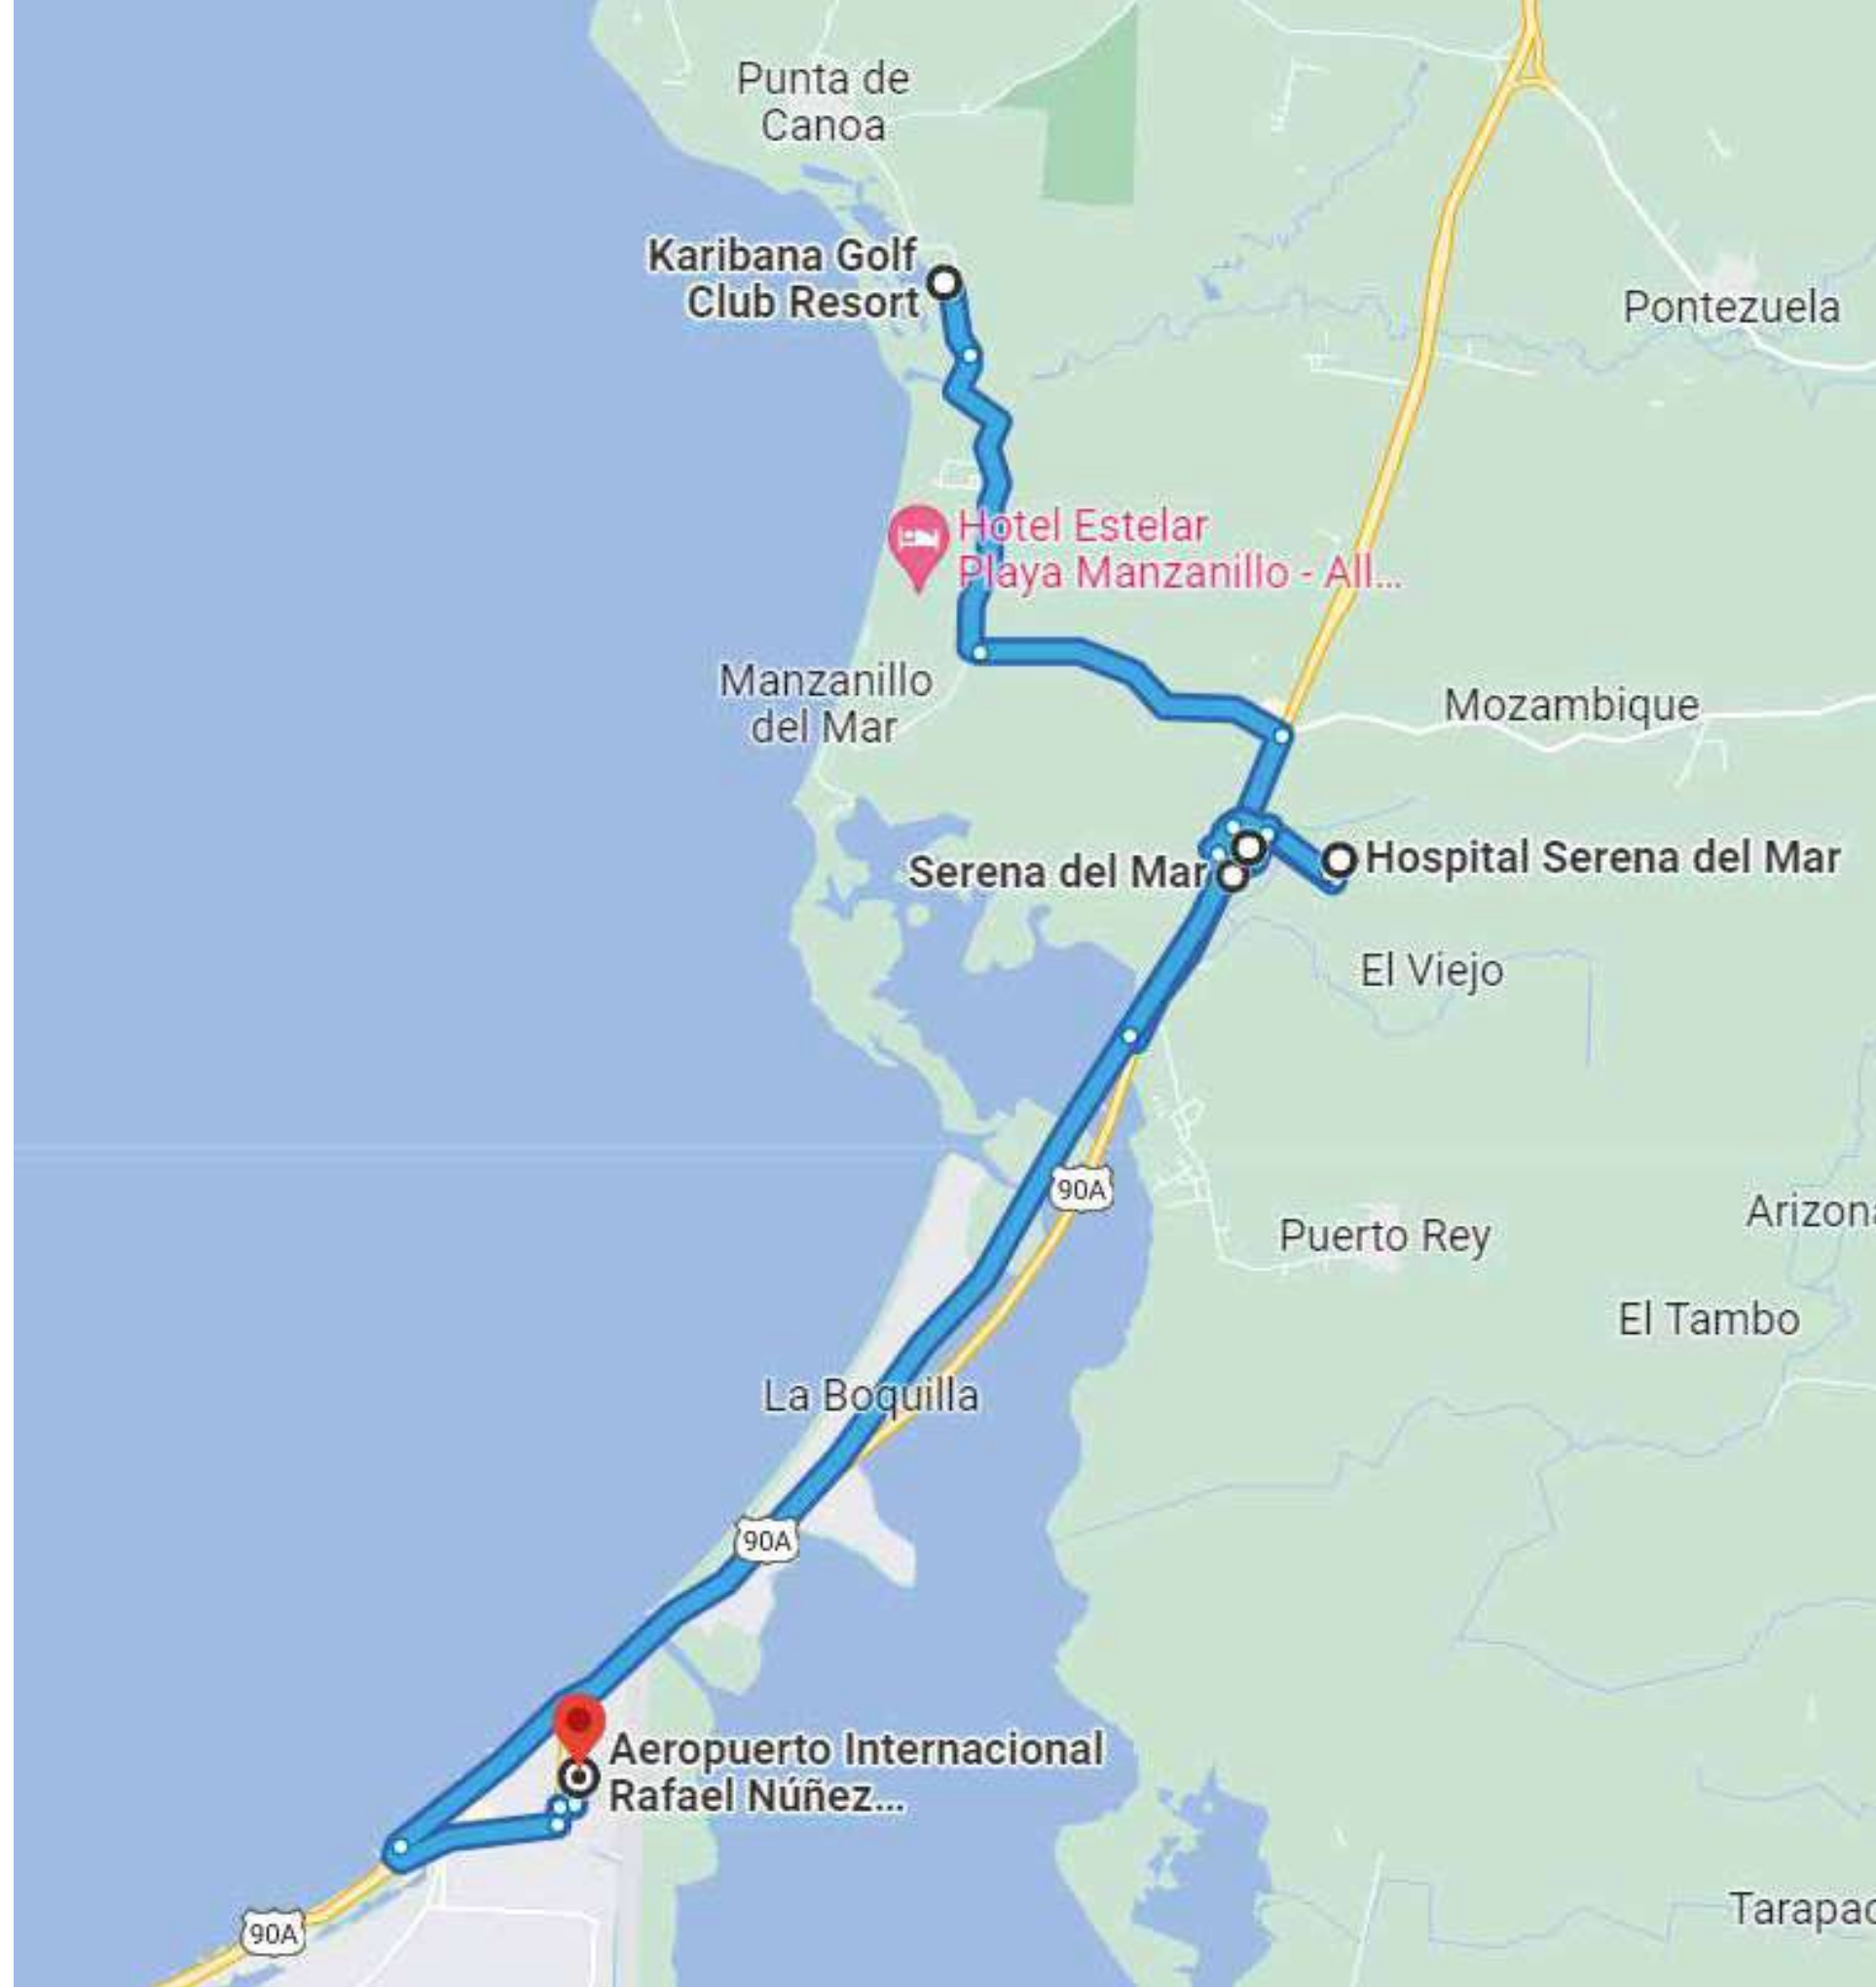 Punta de
Canoa
Karibana Golf
Club Resort
Pontezuela
Hotel Estelar
Playa Manzanillo - All...
Manzanillo
del Mar
Mozambique
Serena del Mar
Hospital Serena del Mar
El Viejo
90A
Puerto Rey
Arizona
El Tambo
La Boquilla
90A
Aeropuerto Internacional
Rafael Núñez...
90A
Tarapac